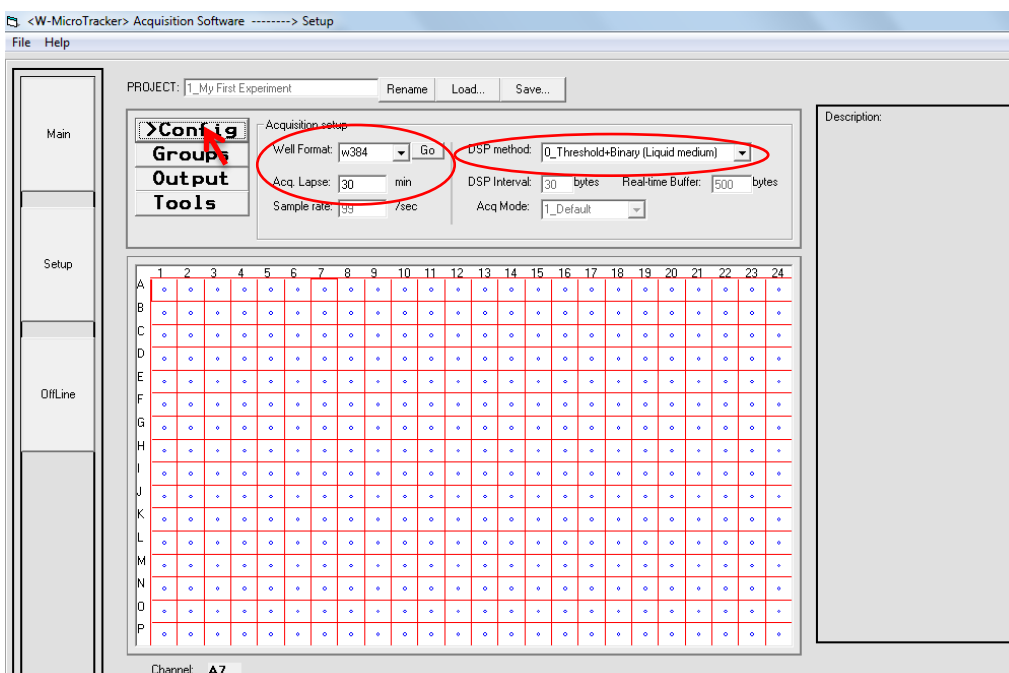 <W-MicroTracker> Acquisition Software --------> Setup
File Help
PROJECT: 1_My First Experiment Rename Load... Save...
Main
Setup
OffLine
>Config
Groups
Output
Tools
Acquisition setup
Well Format: w384 Go
Acq. Lapse: 30 min
Sample rate: 99 /sec
DSP method: 0_Threshold+Binary (Liquid medium)
DSP Interval: 30 bytes Real-time Buffer: 500 bytes
Acq Mode: 1_Default
Description:
1 2 3 4 5 6 7 8 9 10 11 12 13 14 15 16 17 18 19 20 21 22 23 24
A
B
C
D
E
F
G
H
I
J
K
L
M
N
O
P
Channel: A7